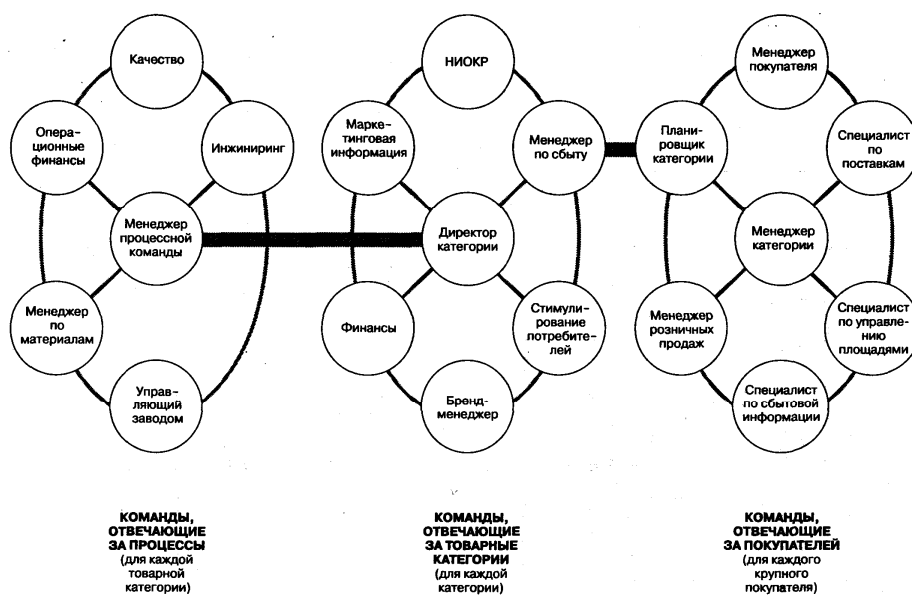 Качество
Опера-
ционные
финансы
Инжиниринг
Менеджер
процессной
команды
Менеджер
по
материалам
Управ-
ляющий
заводом
НИОКР
Марке-
тинговая
информация
Менеджер
по сбыту
Директор
категории
Финансы
Стимули-
рование
потребите-
лей
Бренд-
менеджер
Менеджер
покупателя
Плани-
ровщик
категории
Специалист
по
поставкам
Менеджер
категории
Менеджер
розничных
продаж
Специалист
по управле-
нию
площадями
Специалист
по сбытовой
информации
КОМАНДЫ,
ОТВЕЧАЮЩИЕ
ЗА ПРОЦЕССЫ
(для каждой
товарной
категории)
КОМАНДЫ,
ОТВЕЧАЮЩИЕ
ЗА ТОВАРНЫЕ
КАТЕГОРИИ
(для каждой
категории)
КОМАНДЫ,
ОТВЕЧАЮЩИЕ
ЗА ПОКУПАТЕЛЕЙ
(для каждого
крупного
покупателя)